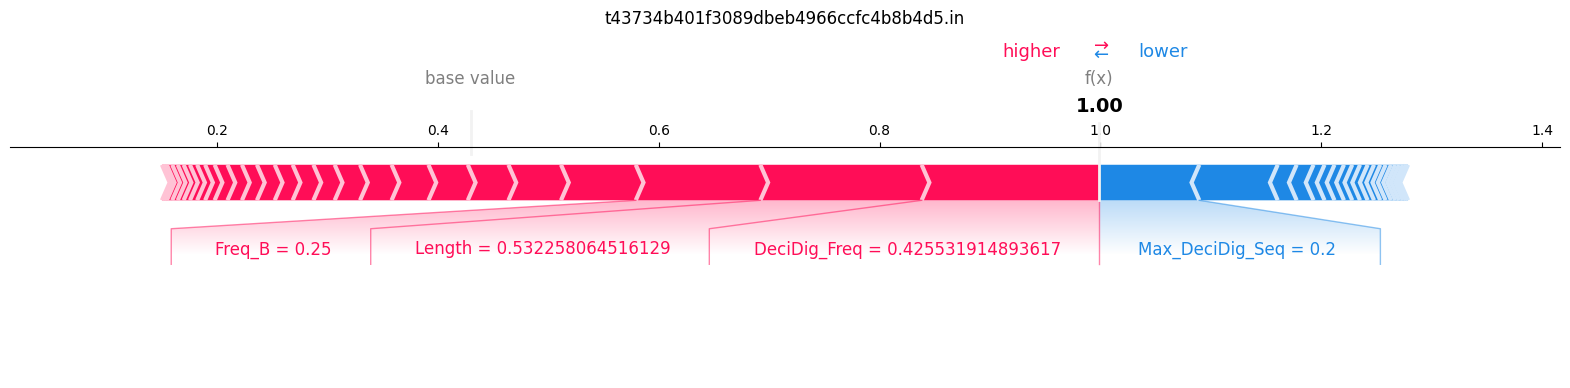 t43734b401f3089dbeb4966ccfc4b8b4d5.in
higher ⇄ lower
base value f(x)
1.00
0.2 0.4 0.6 0.8 1.0 1.2 1.4
Freq_B = 0.25 Length = 0.532258064516129 DeciDig_Freq = 0.425531914893617 Max_DeciDig_Seq = 0.2